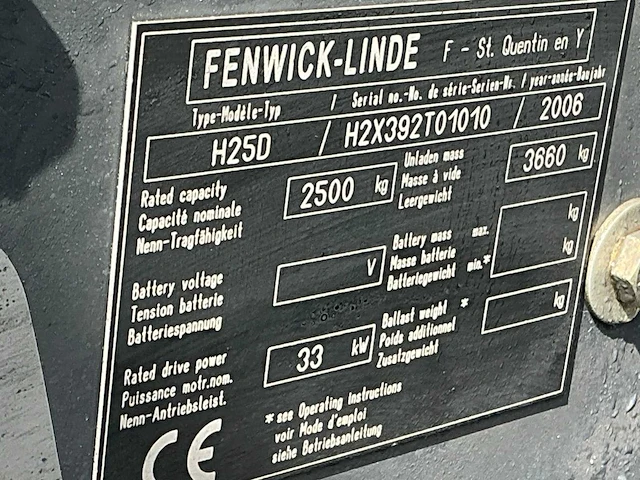 FENWICK-LINDE F - St. Quentin en Y
Type-Modèle-Typ / Serial no.-No. de série-Serien-Nr. / year-année-Baujahr
H25D / H2X392T01010 / 2006
Rated capacity
Capacité nominale
Nenn-Tragfähigkeit
2500 kg
Unladen mass
Masse à vide
Leergewicht
3660 kg
Battery voltage
Tension batterie
Batteriespannung
V
Battery mass max.
Masse batterie
Batteriegewicht min.*
kg
kg
Rated drive power
Puissance motr.nom.
Nenn-Antriebsleist.
33 kW
Ballast weight *
Poids additionnel
Zusatzgewicht
kg
CE
* see Operating Instructions
voir Mode d'emploi
siehe Betriebsanleitung